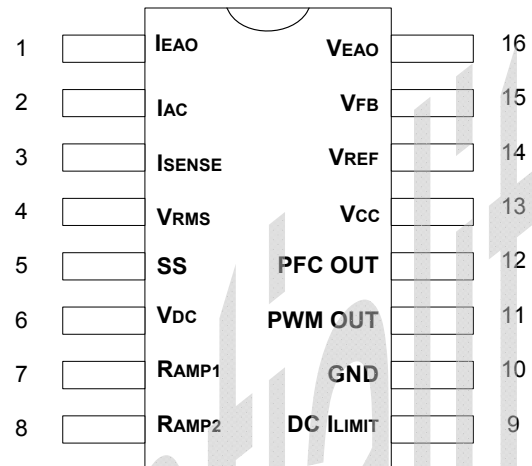 1 IEAO VEAO 16
2 IAC VFB 15
3 ISENSE VREF 14
4 VRMS VCC 13
5 SS PFC OUT 12
6 VDC PWM OUT 11
7 RAMP1 GND 10
8 RAMP2 DC ILIMIT 9